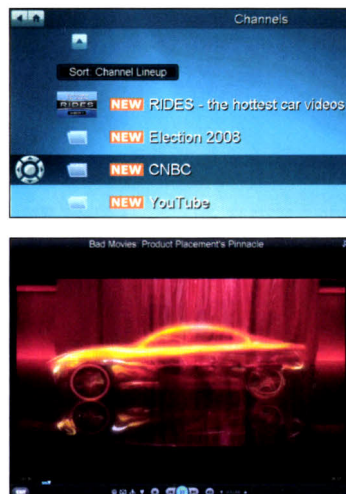 Channels
Sort: Channel Lineup
RIDES
NEW RIDES - the hottest car videos
NEW Election 2008
NEW CNBC
NEW YouTube
Bad Movies: Product Placement's Pinnacle